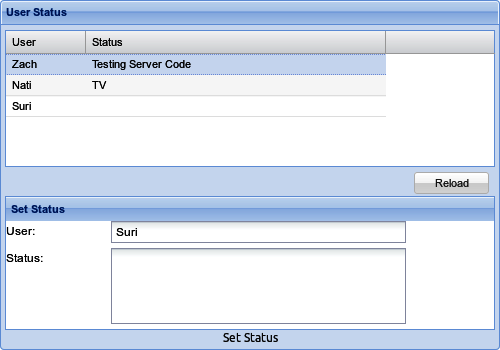 User Status
User Status
Zach Testing Server Code
Nati TV
Suri
Reload
Set Status
User: Suri
Status:
Set Status